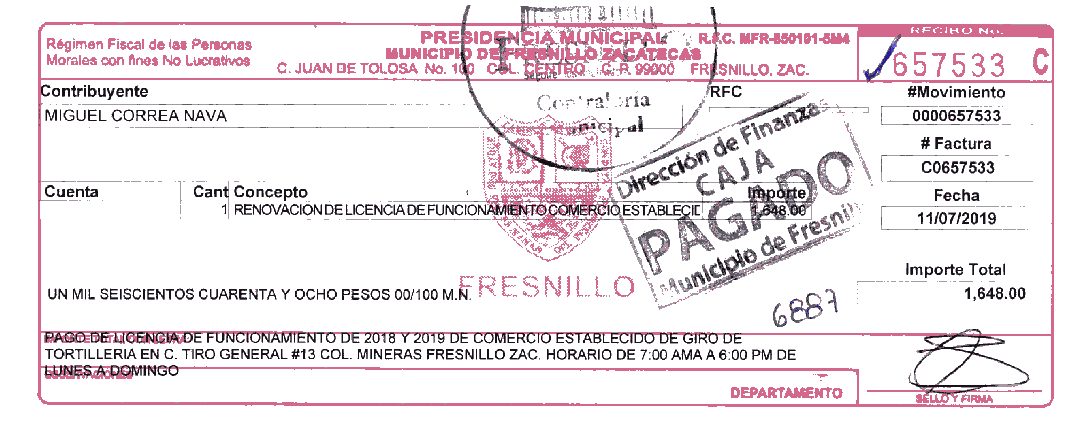 Régimen Fiscal de las Personas
Morales con fines No Lucrativos
PRESIDENCIA MUNICIPAL R.F.C. MFR-850101-5M4
MUNICIPIO DE FRESNILLO ZACATECAS
C. JUAN DE TOLOSA No. 100 COL. CENTRO C. P. 99000 FRESNILLO, ZAC.
RECIBO No.
657533 C
Contraloría
Municipal
Contribuyente
RFC
#Movimiento
MIGUEL CORREA NAVA
0000657533
# Factura
C0657533
Dirección de Finanzas
CAJA
PAGADO
Municipio de Fresnillo
Cuenta Cant Concepto Importe
Fecha
1 RENOVACION DE LICENCIA DE FUNCIONAMIENTO COMERCIO ESTABLECID 1,648.00
11/07/2019
Importe Total
FRESNILLO
UN MIL SEISCIENTOS CUARENTA Y OCHO PESOS 00/100 M.N.
1,648.00
6887
PAGO DE LICENCIA DE FUNCIONAMIENTO DE 2018 Y 2019 DE COMERCIO ESTABLECIDO DE GIRO DE
TORTILLERIA EN C. TIRO GENERAL #13 COL. MINERAS FRESNILLO ZAC. HORARIO DE 7:00 AMA A 6:00 PM DE
LUNES A DOMINGO
DEPARTAMENTO
SELLO Y FIRMA